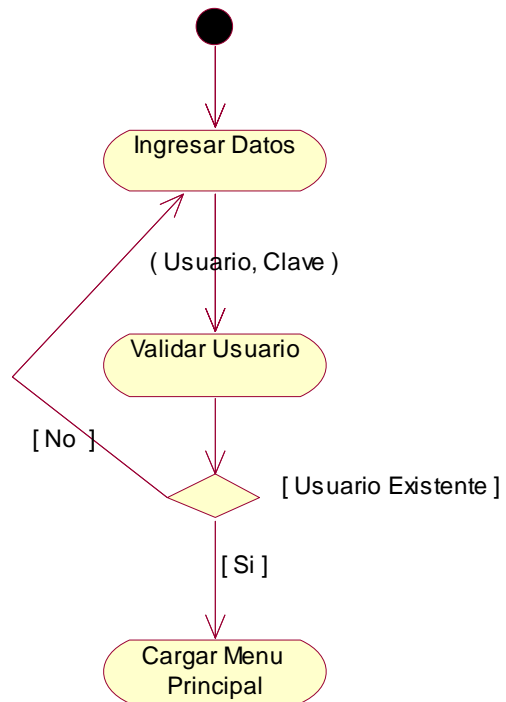 Ingresar Datos
( Usuario, Clave )
Validar Usuario
[ No ]
[ Usuario Existente ]
[ Si ]
Cargar Menu
Principal